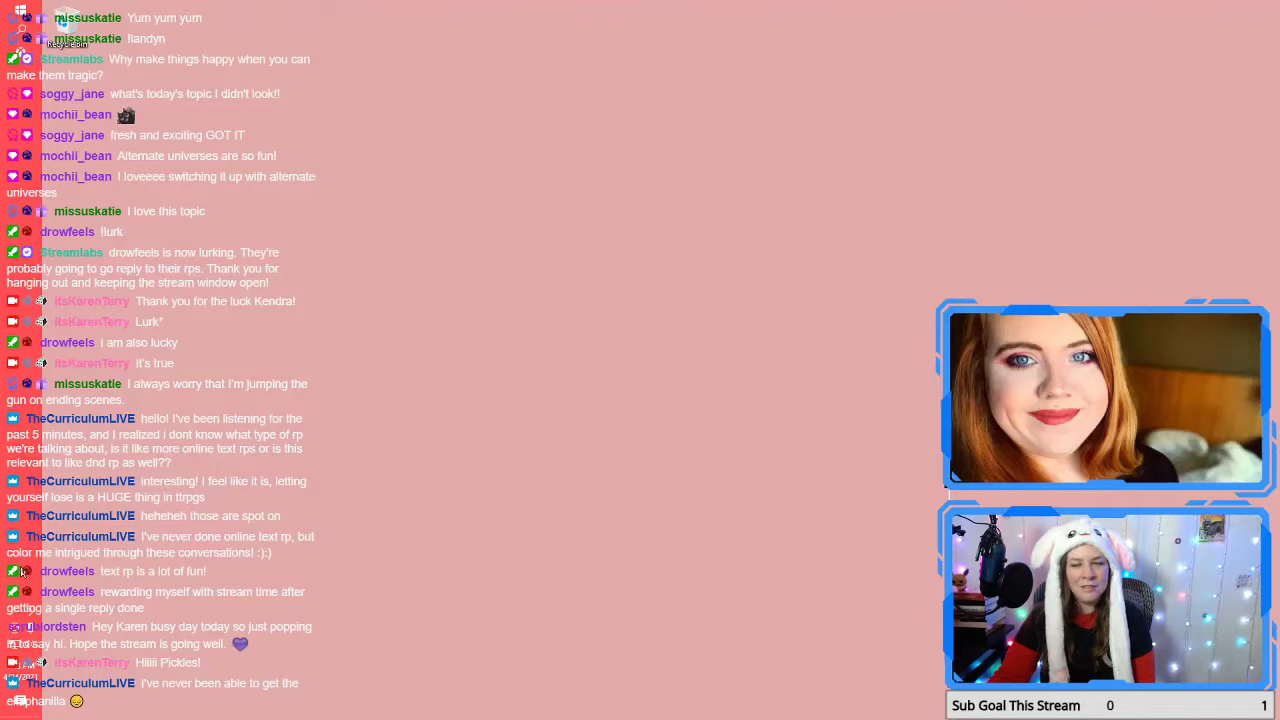 missuskatie Yum yum yum
Recycle Bin
missuskatie !landyn
Streamlabs Why make things happy when you can
make them tragic?
soggy_jane what's today's topic I didn't look!!
mochii_bean
soggy_jane fresh and exciting GOT IT
mochii_bean Alternate universes are so fun!
mochii_bean I loveeee switching it up with alternate
universes
missuskatie I love this topic
drowfeels !lurk
Streamlabs drowfeels is now lurking. They're
probably going to go reply to their rps. Thank you for
hanging out and keeping the stream window open!
itsKarenTerry Thank you for the luck Kendra!
itsKarenTerry Lurk*
drowfeels i am also lucky
itsKarenTerry it's true
missuskatie I always worry that I'm jumping the
gun on ending scenes.
TheCurriculumLIVE hello! I've been listening for the
past 5 minutes, and I realized i dont know what type of rp
we're talking about, is it like more online text rps or is this
relevant to like dnd rp as well??
TheCurriculumLIVE interesting! I feel like it is, letting
yourself lose is a HUGE thing in ttrpgs
TheCurriculumLIVE heheheh those are spot on
TheCurriculumLIVE I've never done online text rp, but
color me intrigued through these conversations! :):)
drowfeels text rp is a lot of fun!
drowfeels rewarding myself with stream time after
getting a single reply done
Hey Karen busy day today so just popping
in to say hi. Hope the stream is going well.
itsKarenTerry Hiiiii Pickles!
TheCurriculumLIVE i've never been able to get the
Sub Goal This Stream 0 1